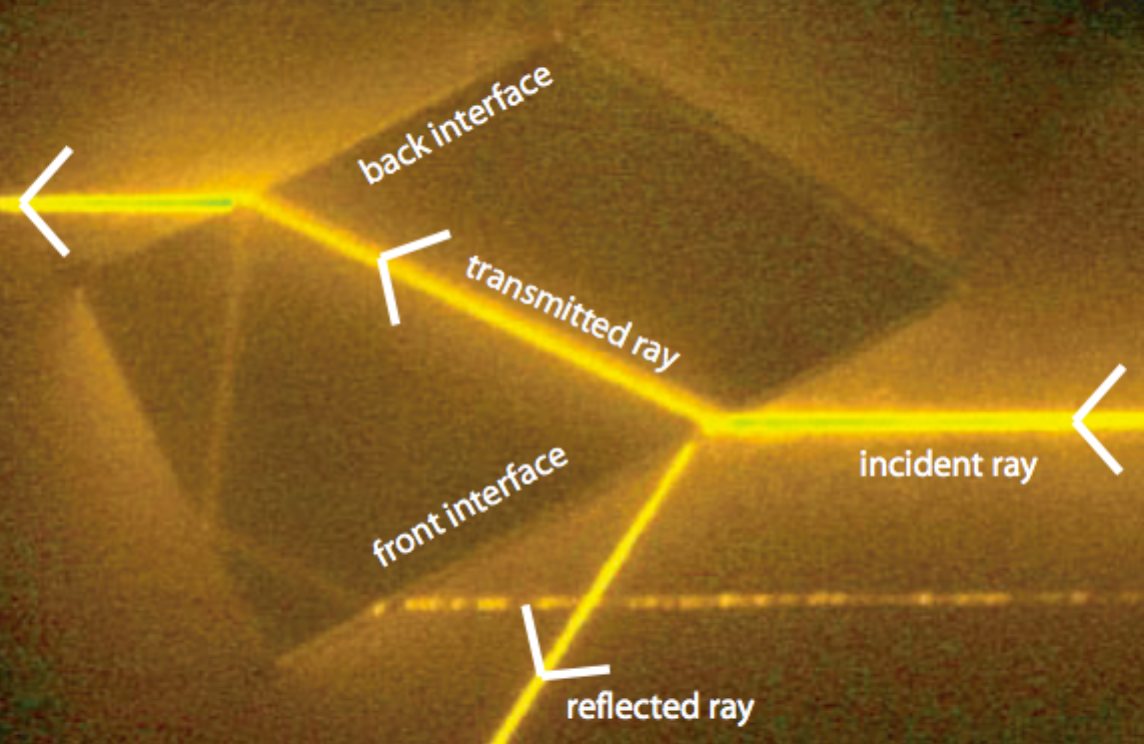 back interface
transmitted ray
incident ray
front interface
reflected ray